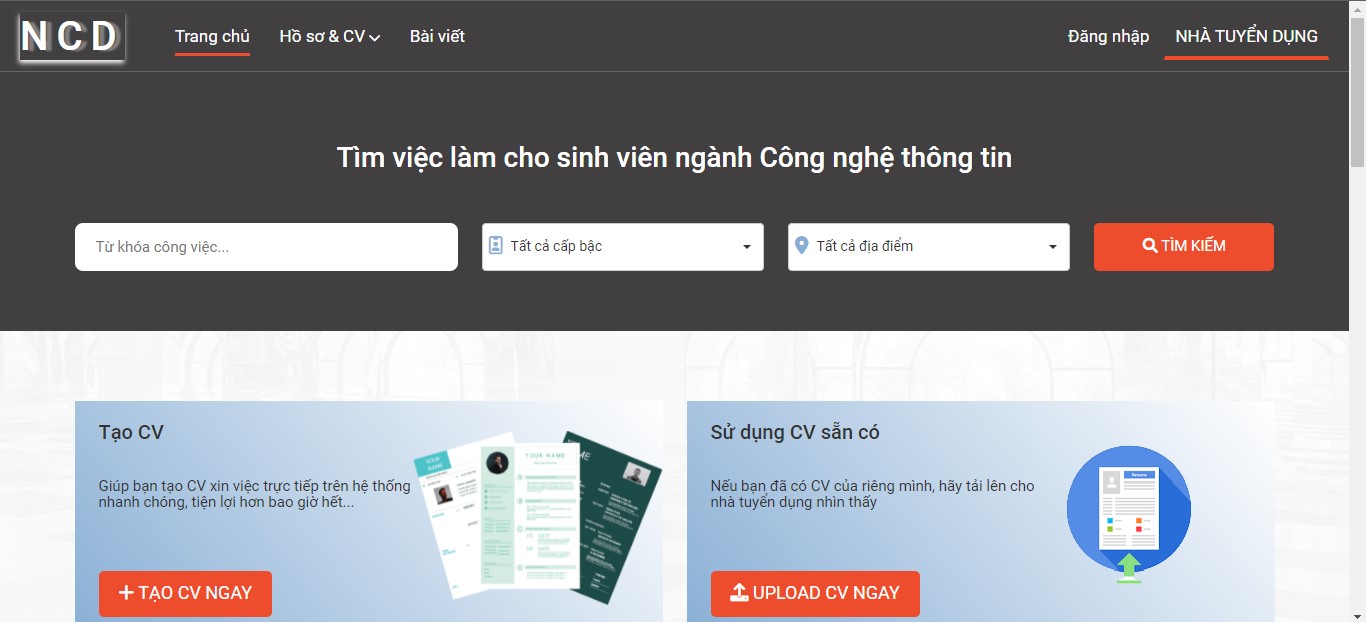 NCD
Trang chủ
Hồ sơ & CV
Bài viết
Đăng nhập
NHÀ TUYỂN DỤNG
Tìm việc làm cho sinh viên ngành Công nghệ thông tin
Từ khóa công việc...
Tất cả cấp bậc
Tất cả địa điểm
TÌM KIẾM
Tạo CV
Giúp bạn tạo CV xin việc trực tiếp trên hệ thống
nhanh chóng, tiện lợi hơn bao giờ hết...
YOUR
NAME
YOUR NAME
TẠO CV NGAY
Sử dụng CV sẵn có
Nếu bạn đã có CV của riêng mình, hãy tải lên cho
nhà tuyển dụng nhìn thấy
Resume
UPLOAD CV NGAY